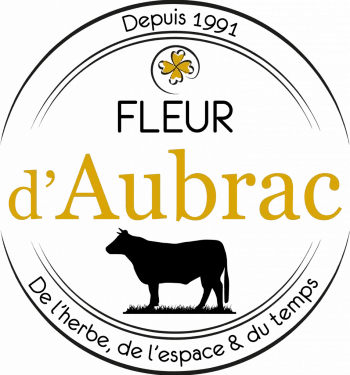 Depuis 1991
FLEUR
d'Aubrac
De l'herbe, de l'espace & du temps